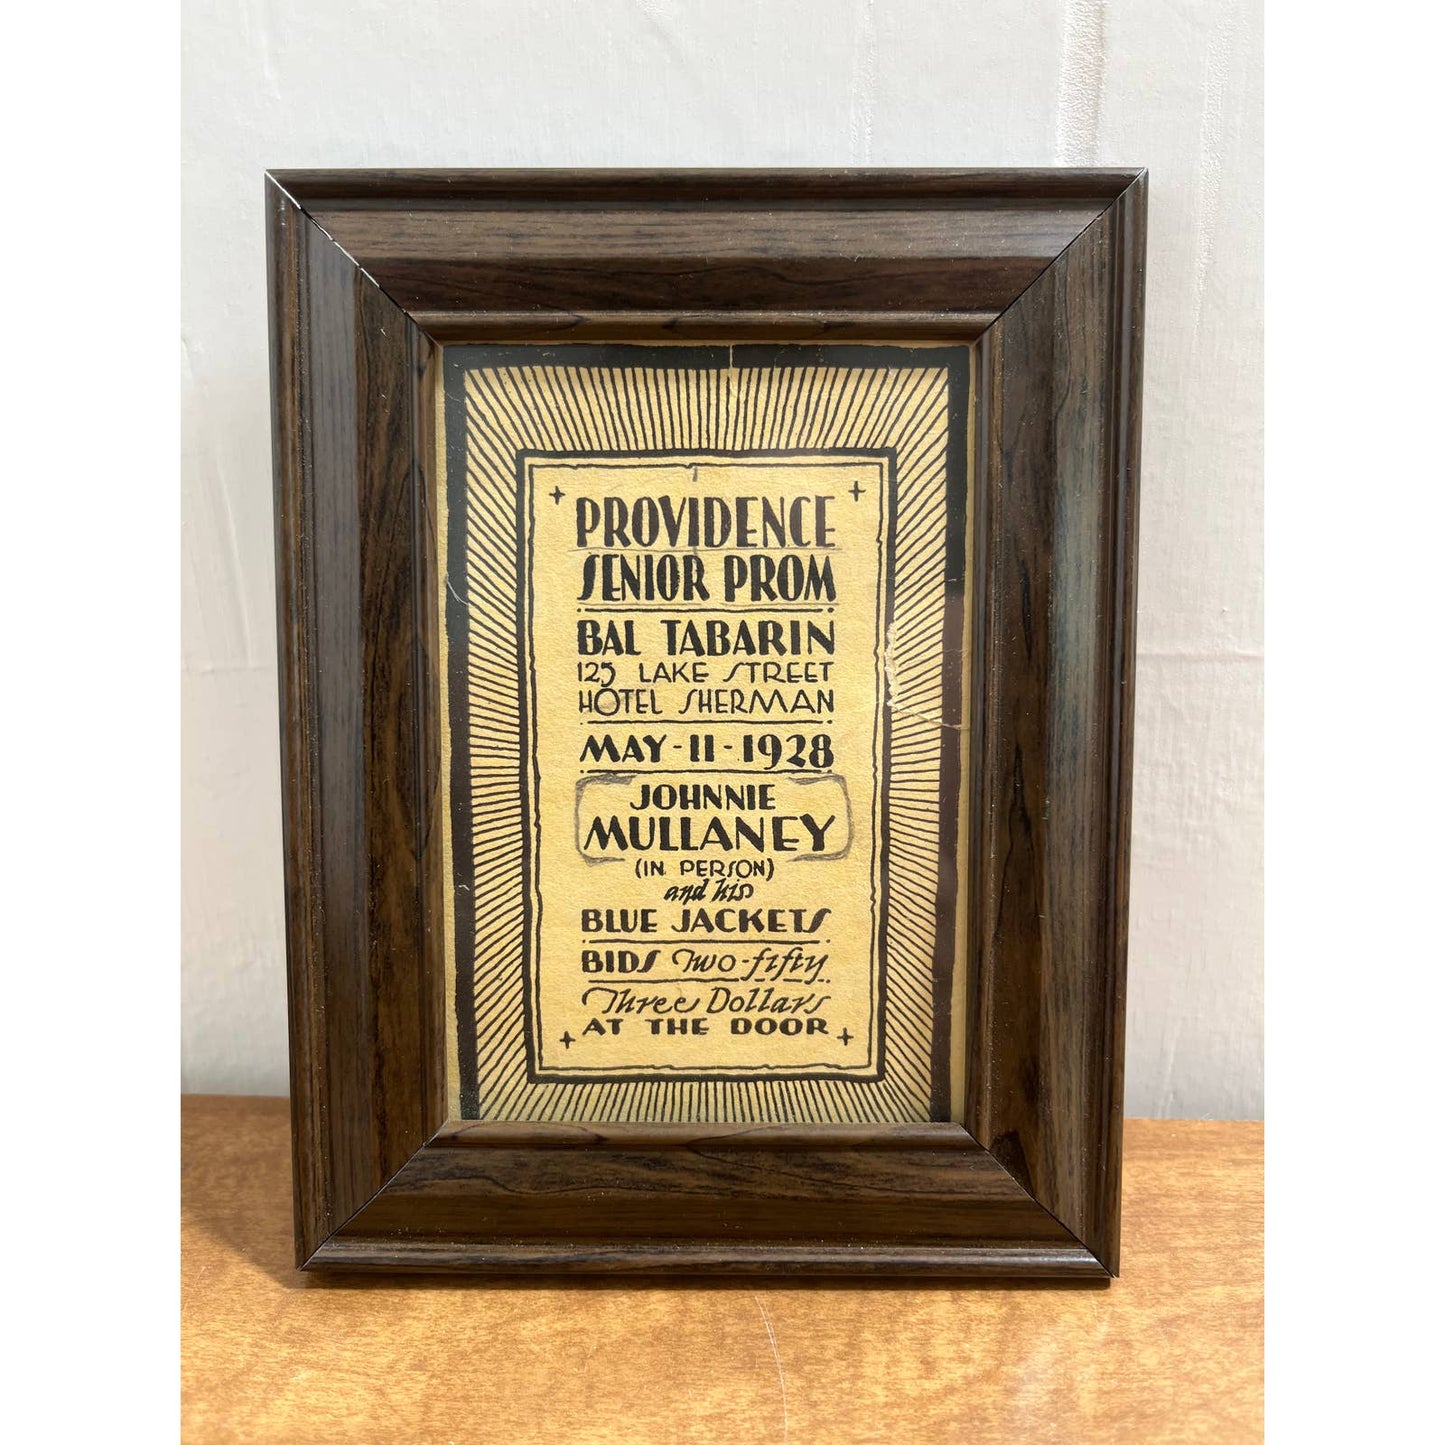 PROVIDENCE
SENIOR PROM
BAL TABARIN
125 LAKE STREET
HOTEL SHERMAN
MAY-11-1928
JOHNNIE
MULLANEY
(IN PERSON)
and his
BLUE JACKETS
BIDS Two-fifty
Three Dollars
AT THE DOOR